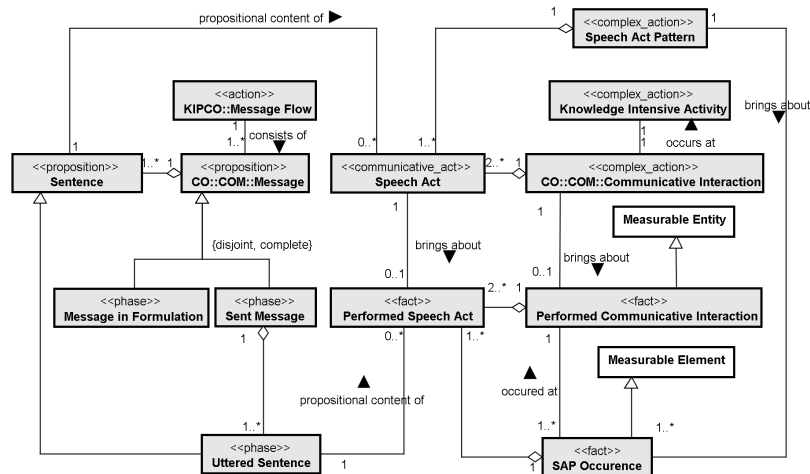 propositional content of ▶
1
1
<<complex_action>>
Speech Act Pattern
<<action>>
KIPCO::Message Flow
<<complex_action>>
Knowledge Intensive Activity
brings about
▼
1
1..*
consists of
▼
1
1
▲
occurs at
1
0..*
1..*
<<proposition>>
Sentence
1..*
1
<<proposition>>
CO::COM::Message
<<communicative_act>>
Speech Act
2..*
1
<<complex_action>>
CO::COM::Communicative Interaction
1
1
Measurable Entity
{disjoint, complete}
brings about
▼
brings about
▼
0..1
0..1
<<phase>>
Message in Formulation
<<phase>>
Sent Message
<<fact>>
Performed Speech Act
2..*
1
<<fact>>
Performed Communicative Interaction
1
0..*
1..*
1
Measurable Element
▲
propositional content of
▲
occured at
1..*
1..*
1..*
<<phase>>
Uttered Sentence
1
1
<<fact>>
SAP Occurence